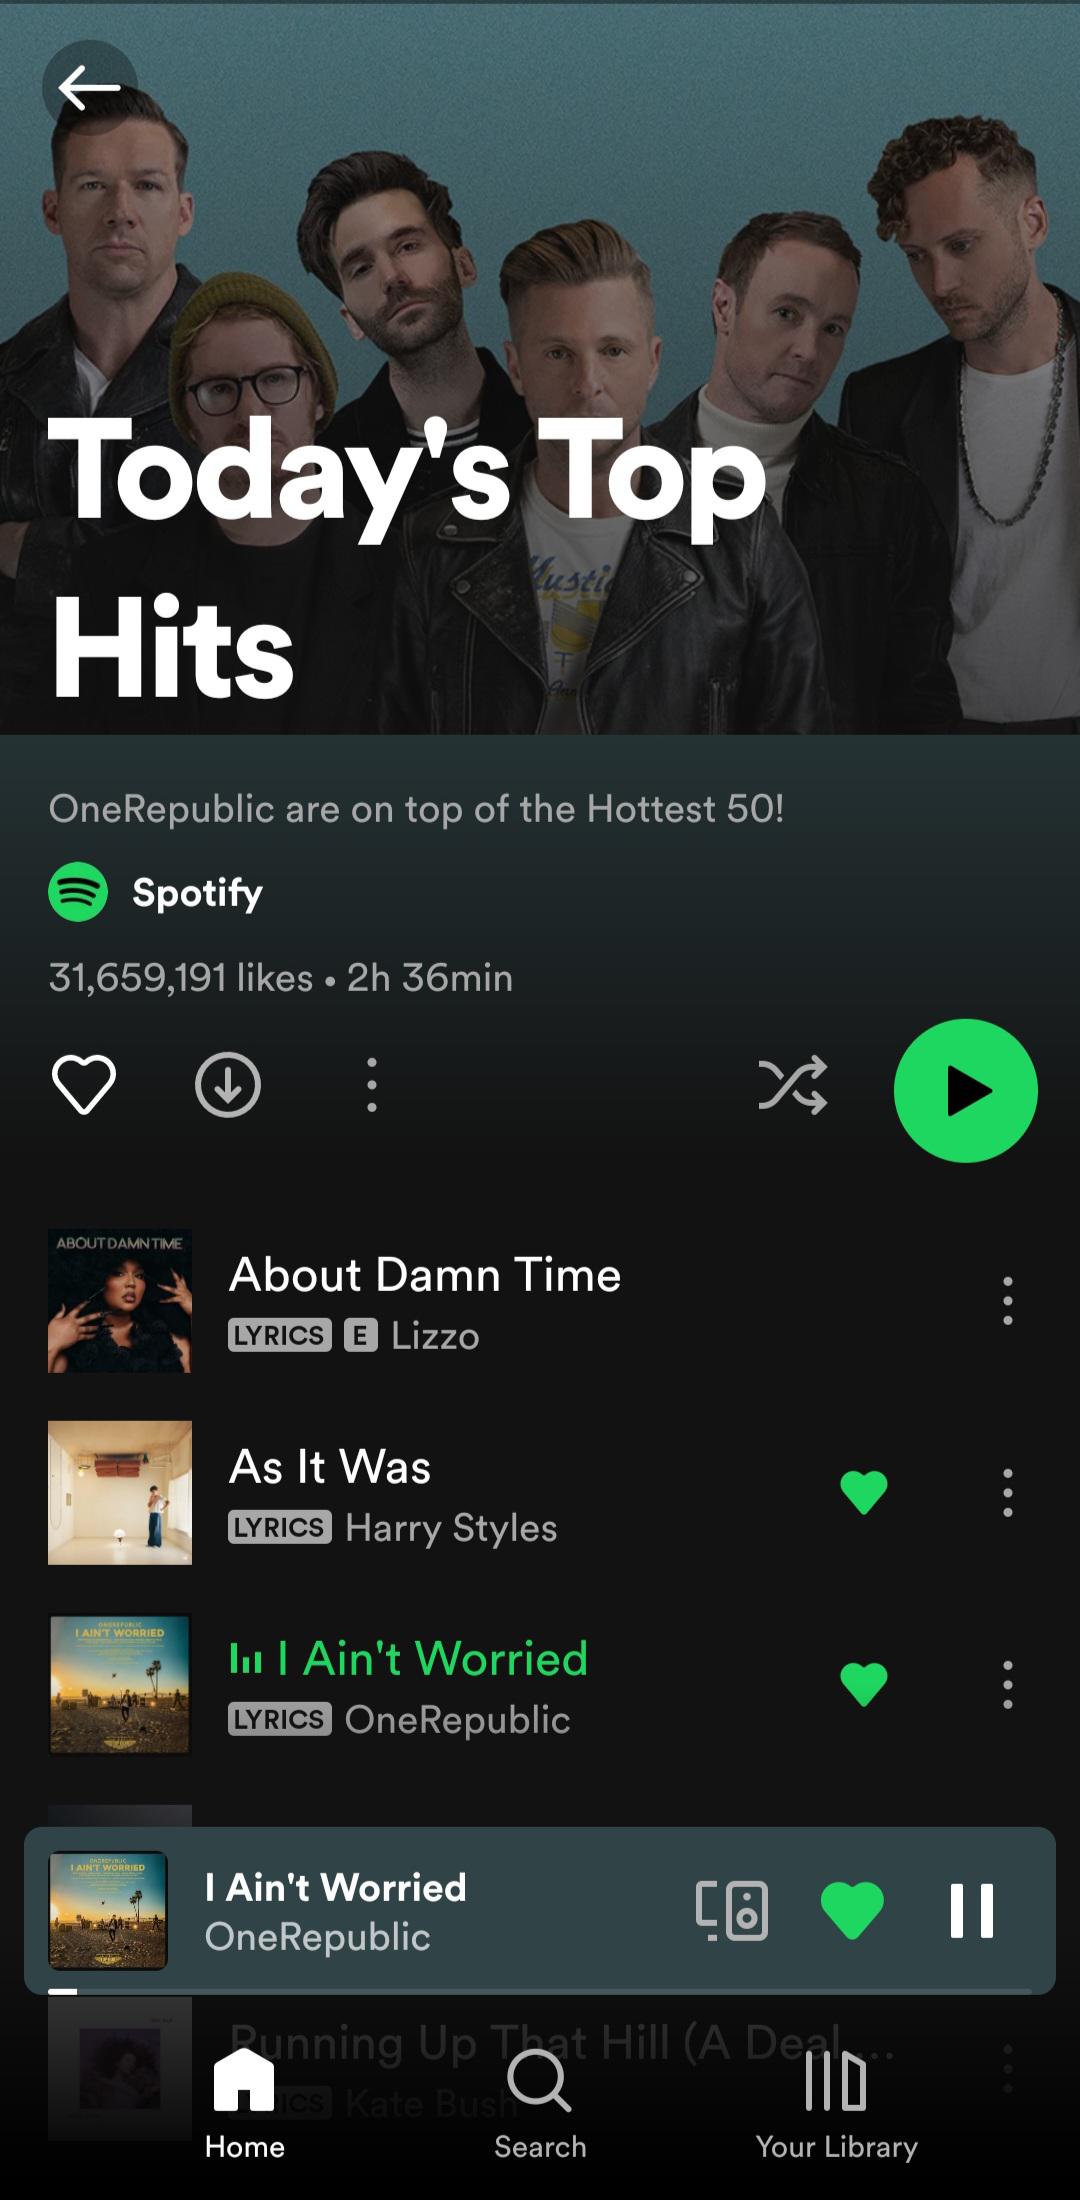 Today's Top
Hits
OneRepublic are on top of the Hottest 50!
Spotify
31,659,191 likes • 2h 36min
ABOUT DAMN TIME
About Damn Time
LYRICS E Lizzo
As It Was
LYRICS Harry Styles
ONEREPUBLIC
I AIN'T WORRIED
I Ain't Worried
LYRICS OneRepublic
ONEREPUBLIC
I AIN'T WORRIED
I Ain't Worried
OneRepublic
Running Up That Hill (A Deal...
LYRICS Kate Bush
Home
Search
Your Library